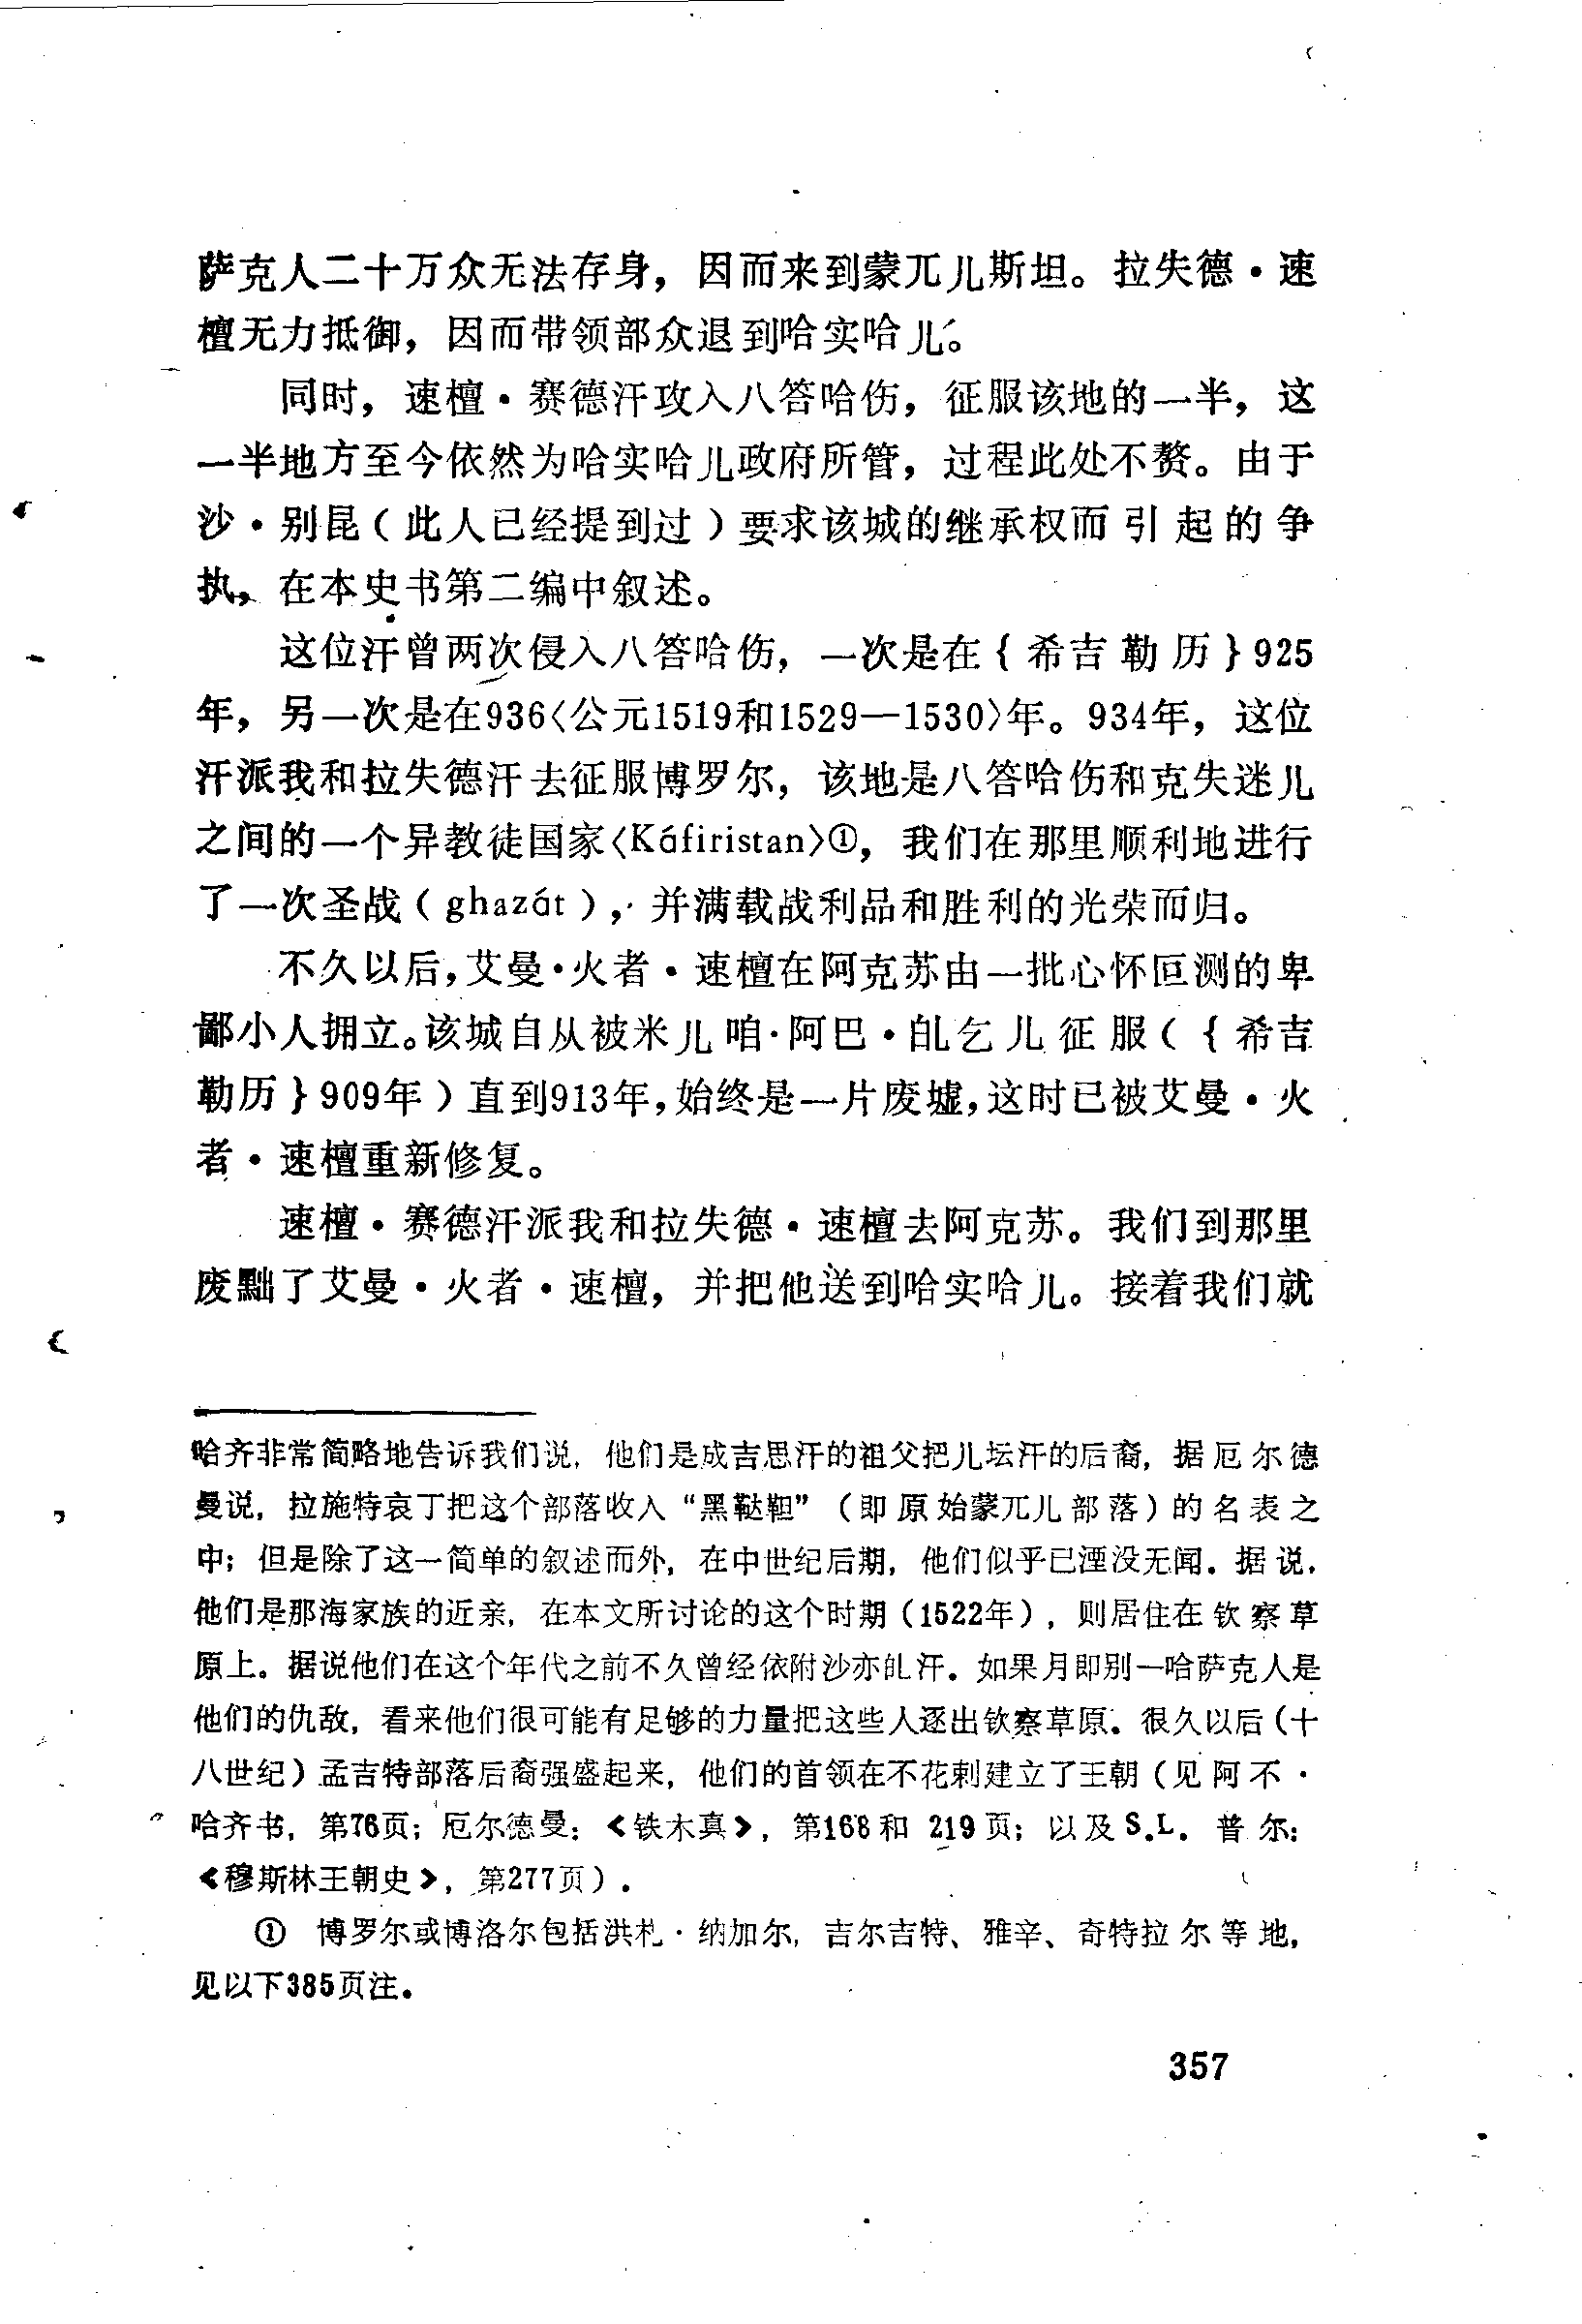 萨克人二十万众无法存身，因而来到蒙兀儿斯坦。拉失德·速
檀无力抵御，因而带领部众退到哈实哈儿。
同时，速檀·赛德汗攻入八答哈伤，征服该地的一半，这
一半地方至今依然为哈实哈儿政府所管，过程此处不赘。由于
沙·别昆（此人已经提到过）要求该城的继承权而引起的争
执，在本史书第二编中叙述。
这位汗曾两次侵入八答哈伤，一次是在｛希吉勒历｝925
年，另一次是在936〈公元1519和1529—1530〉年。934年，这位
汗派我和拉失德汗去征服博罗尔，该地是八答哈伤和克失迷儿
之间的一个异教徒国家〈Káfiristan〉①，我们在那里顺利地进行
了一次圣战（ghazát），并满载战利品和胜利的光荣而归。
不久以后，艾曼·火者·速檀在阿克苏由一批心怀叵测的卑
鄙小人拥立。该城自从被米儿咱·阿巴·癿乞儿征服（｛希吉
勒历｝909年）直到913年，始终是一片废墟，这时已被艾曼·火
者·速檀重新修复。
速檀·赛德汗派我和拉失德·速檀去阿克苏。我们到那里
废黜了艾曼·火者·速檀，并把他送到哈实哈儿。接着我们就
哈齐非常简略地告诉我们说，他们是成吉思汗的祖父把儿坛汗的后裔，据厄尔德
曼说，拉施特哀丁把这个部落收入“黑鞑靼”（即原始蒙兀儿部落）的名表之
中；但是除了这一简单的叙述而外，在中世纪后期，他们似乎已湮没无闻。据说，
他们是那海家族的近亲，在本文所讨论的这个时期（1522年），则居住在钦察草
原上。据说他们在这个年代之前不久曾经依附沙亦癿汗。如果月即别—哈萨克人是
他们的仇敌，看来他们很可能有足够的力量把这些人逐出钦察草原。很久以后（十
八世纪）孟吉特部落后裔强盛起来，他们的首领在不花剌建立了王朝（见阿不·
哈齐书，第76页；厄尔德曼：《铁木真》，第168和219页；以及S.L.普尔：
《穆斯林王朝史》，第277页）。
① 博罗尔或博洛尔包括洪札·纳加尔，吉尔吉特、雅辛、奇特拉尔等地，
见以下385页注。
357